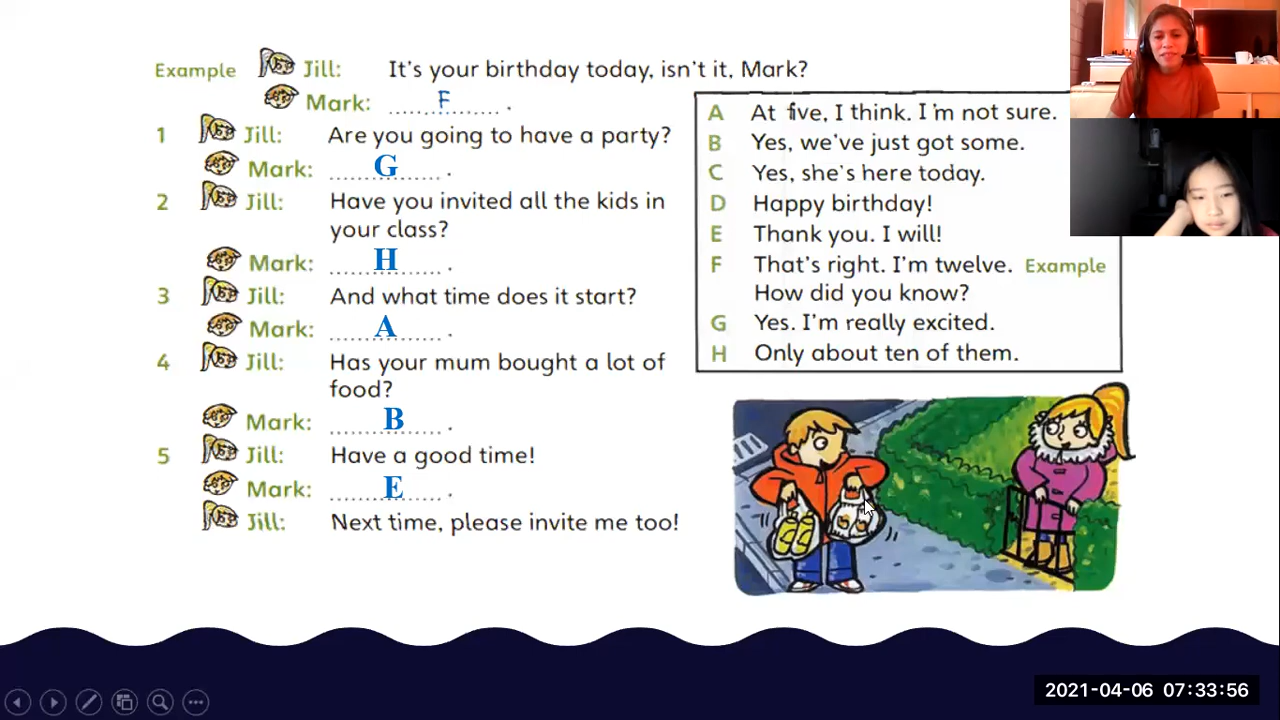 Example Jill: It's your birthday today, isn't it, Mark?
Mark: ....F.... .
1 Jill: Are you going to have a party?
Mark: ....G.... .
2 Jill: Have you invited all the kids in
your class?
Mark: ....H.... .
3 Jill: And what time does it start?
Mark: ....A.... .
4 Jill: Has your mum bought a lot of
food?
Mark: ....B.... .
5 Jill: Have a good time!
Mark: ....E.... .
Jill: Next time, please invite me too!
A At five, I think. I'm not sure.
B Yes, we've just got some.
C Yes, she's here today.
D Happy birthday!
E Thank you. I will!
F That's right. I'm twelve. Example
How did you know?
G Yes. I'm really excited.
H Only about ten of them.
2021-04-06 07:33:56